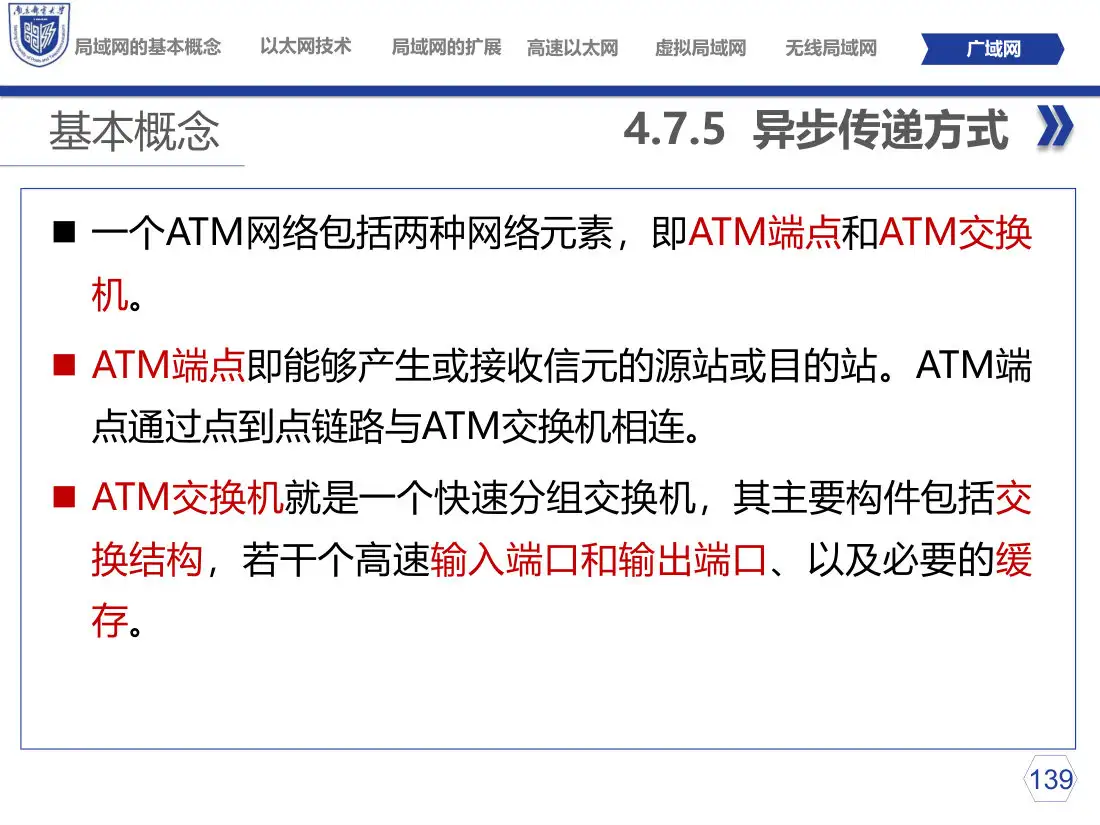 南京邮电大学
局域网的基本概念 以太网技术 局域网的扩展 高速以太网 虚拟局域网 无线局域网 广域网
基本概念
4.7.5 异步传递方式
一个ATM网络包括两种网络元素，即ATM端点和ATM交换
机。
ATM端点即能够产生或接收信元的源站或目的站。ATM端
点通过点到点链路与ATM交换机相连。
ATM交换机就是一个快速分组交换机，其主要构件包括交
换结构，若干个高速输入端口和输出端口、以及必要的缓
存。
139